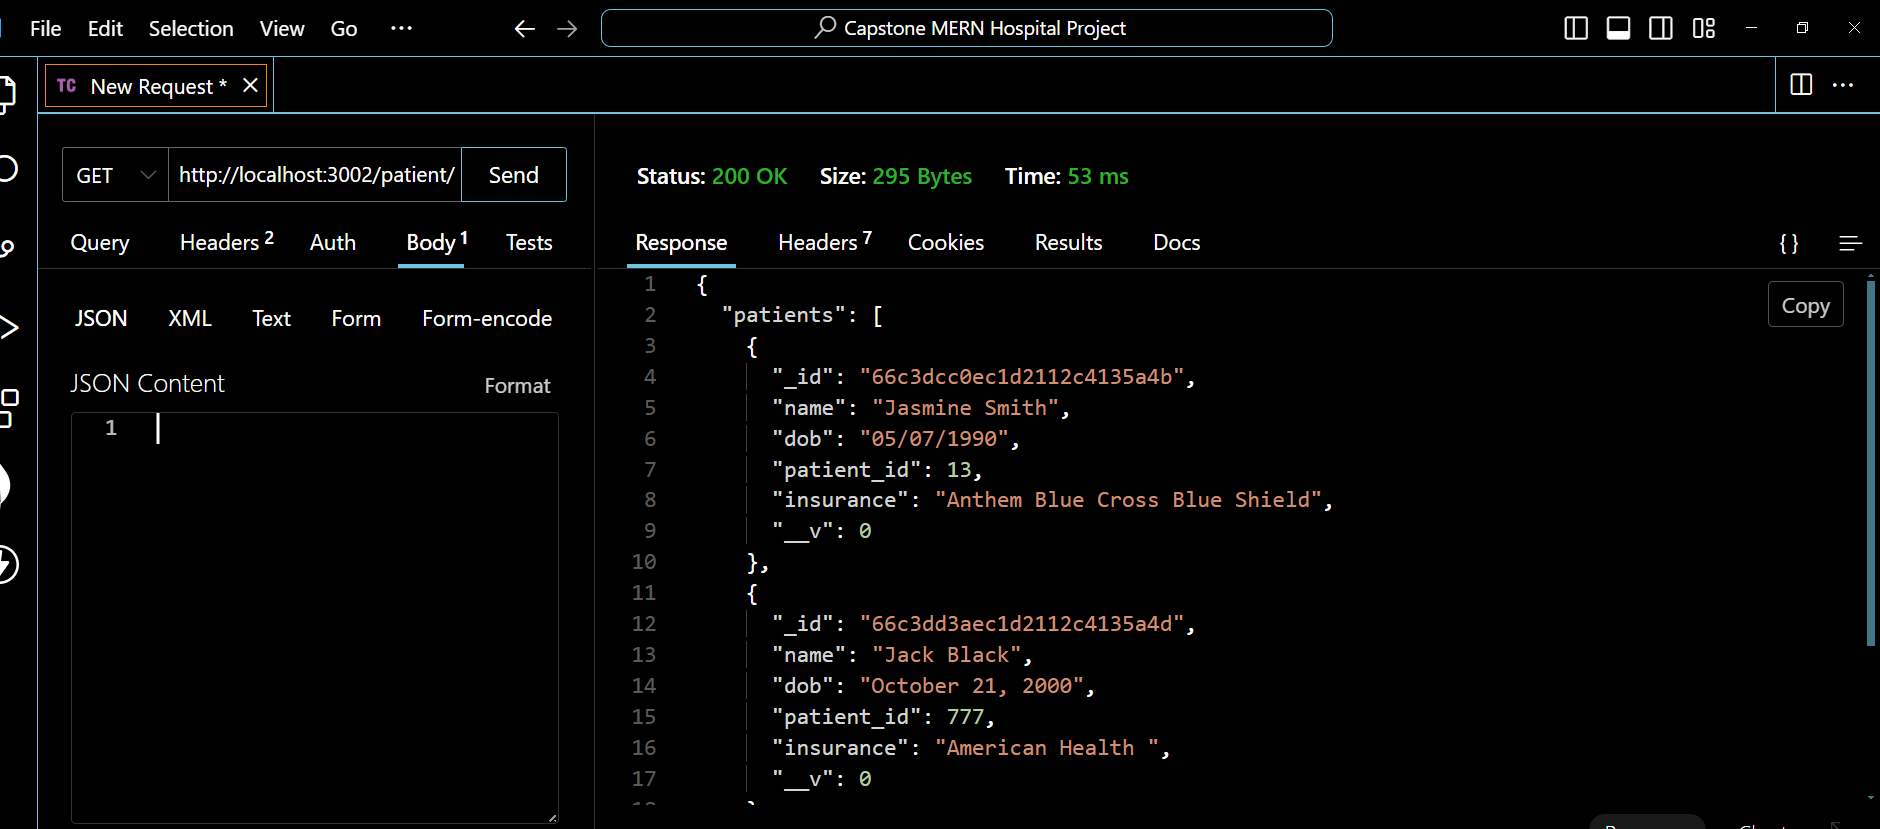 File Edit Selection View Go ··· Capstone MERN Hospital Project
TC New Request *
GET http://localhost:3002/patient/ Send
Query Headers 2 Auth Body 1 Tests
JSON XML Text Form Form-encode
JSON Content Format
1
Status: 200 OK Size: 295 Bytes Time: 53 ms
Response Headers 7 Cookies Results Docs {}
Copy
1 {
2 "patients": [
3 {
4 "_id": "66c3dcc0ec1d2112c4135a4b",
5 "name": "Jasmine Smith",
6 "dob": "05/07/1990",
7 "patient_id": 13,
8 "insurance": "Anthem Blue Cross Blue Shield",
9 "__v": 0
10 },
11 {
12 "_id": "66c3dd3aec1d2112c4135a4d",
13 "name": "Jack Black",
14 "dob": "October 21, 2000",
15 "patient_id": 777,
16 "insurance": "American Health ",
17 "__v": 0